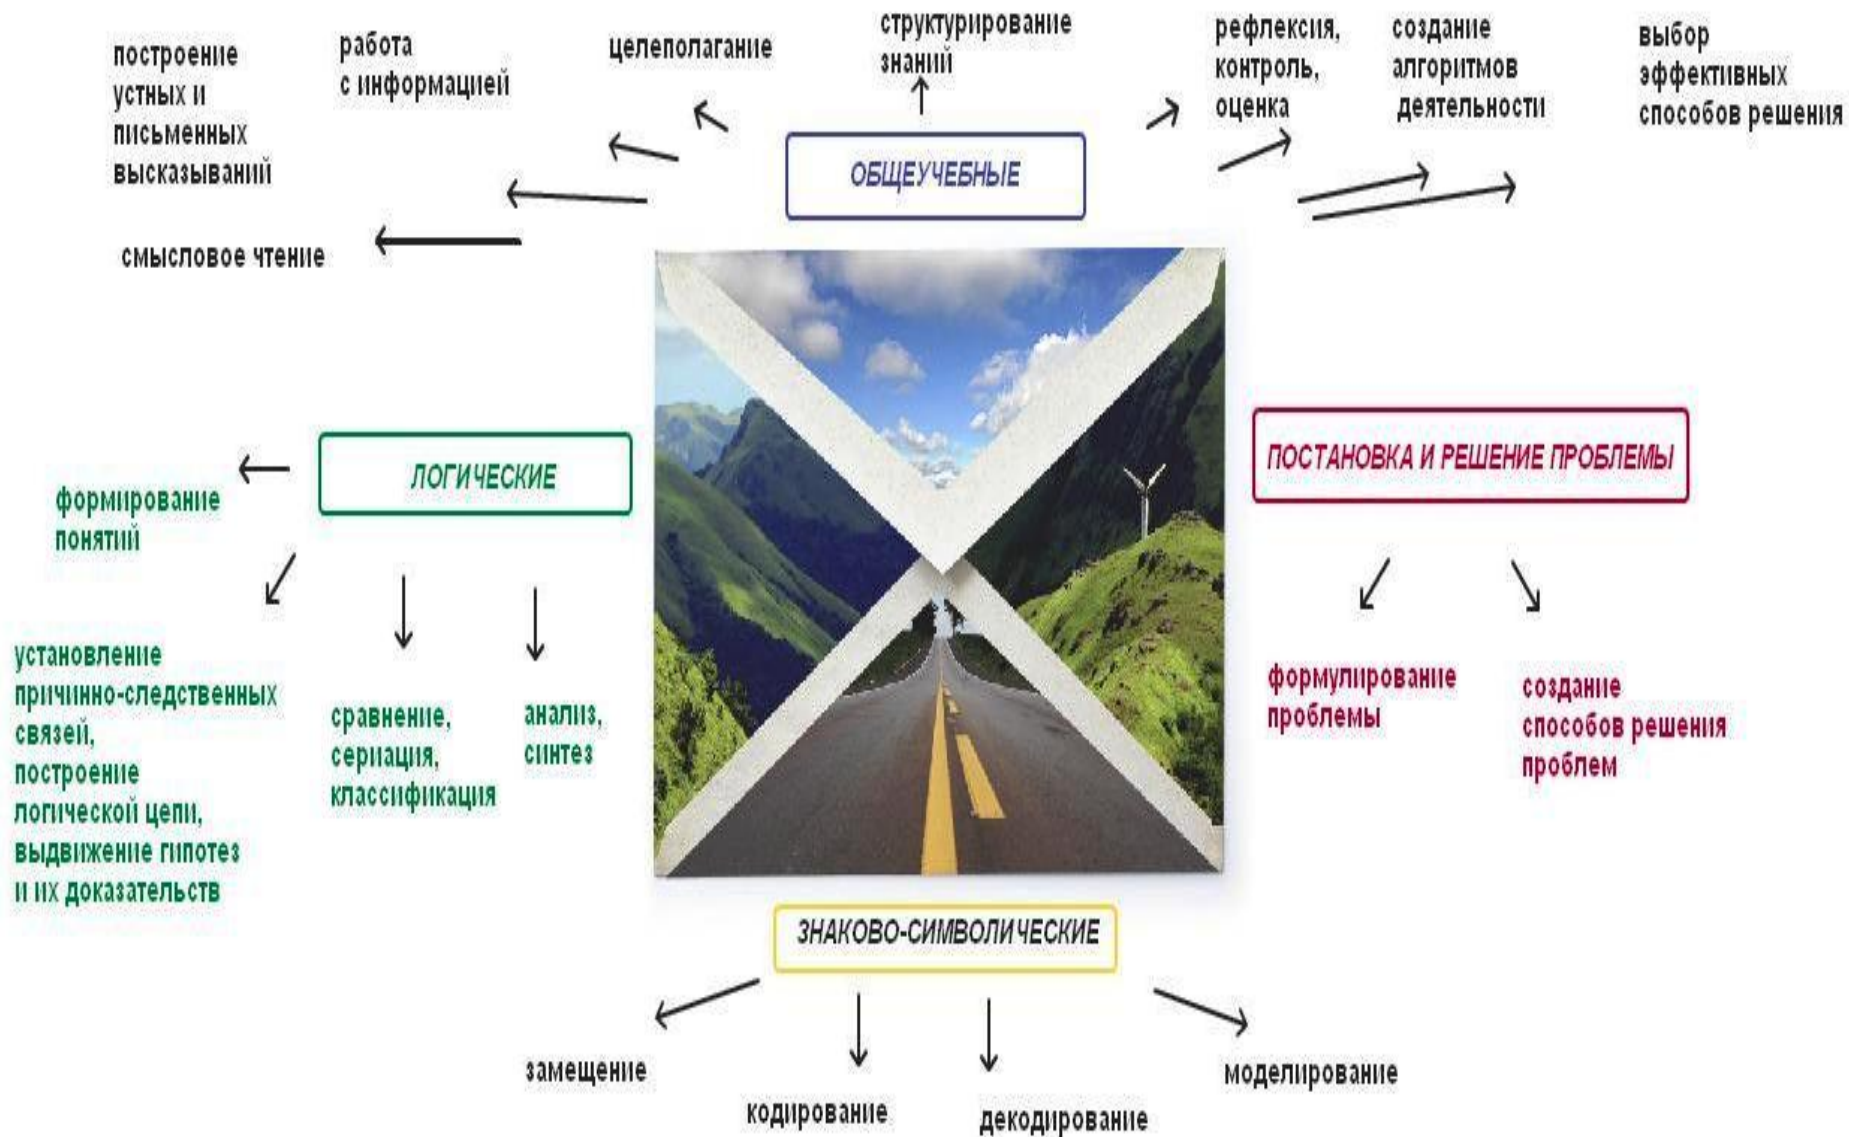 построение
устных и
письменных
высказываний
работа
с информацией
целеполагание
структурирование
знаний
рефлексия,
контроль,
оценка
создание
алгоритмов
деятельности
выбор
эффективных
способов решения
ОБЩЕУЧЕБНЫЕ
смысловое чтение
ЛОГИЧЕСКИЕ
формирование
понятий
установление
причинно-следственных
связей,
построение
логической цепи,
выдвижение гипотез
и их доказательств
сравнение,
сериация,
классификация
анализ,
синтез
ПОСТАНОВКА И РЕШЕНИЕ ПРОБЛЕМЫ
формулирование
проблемы
создание
способов решения
проблем
ЗНАКОВО-СИМВОЛИЧЕСКИЕ
замещение
кодирование
декодирование
моделирование